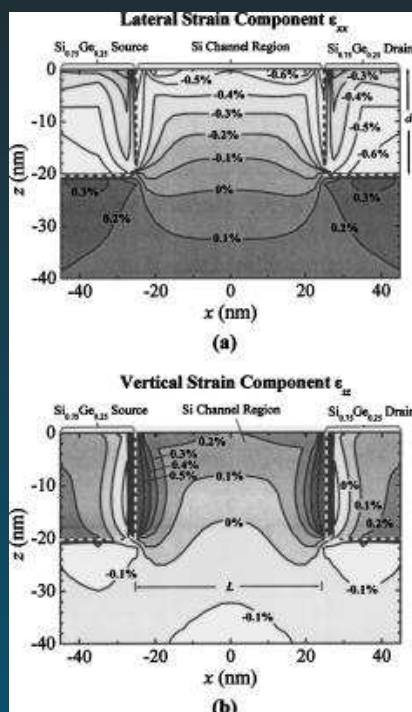 Lateral Strain Component ε_xx
Si0.75Ge0.25 Source Si Channel Region Si0.75Ge0.25 Drain
0
-10
-20
-30
-40
z (nm)
-0.5% -0.6% -0.3%
-0.4% -0.4%
-0.3% -0.5%
-0.2% -0.6%
-0.1%
0%
0.3% 0.3%
0.2% 0.1% 0.2%
d
-40 -20 0 20 40
x (nm)
(a)
Vertical Strain Component ε_zz
Si0.75Ge0.25 Source Si Channel Region Si0.75Ge0.25 Drain
0
-10
-20
-30
-40
z (nm)
0.2%
0.3% 0%
0.4% 0.1% 0.1%
0.5% 0.2%
0%
-0.1% L -0.1%
-0.1%
-40 -20 0 20 40
x (nm)
(b)